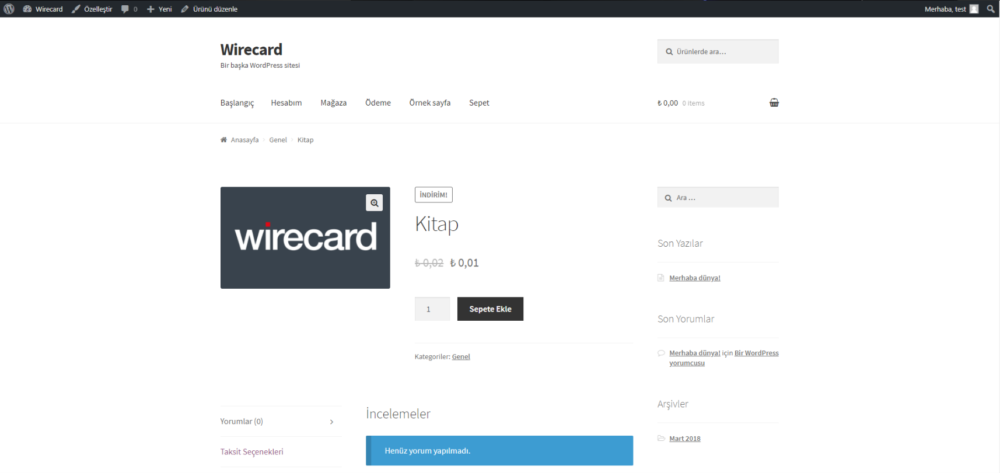 Wirecard Özelleştir 0 Yeni Ürünü düzenle Merhaba, test
Wirecard
Bir başka WordPress sitesi
Ürünlerde ara…
Başlangıç Hesabım Mağaza Ödeme Örnek sayfa Sepet
₺ 0,00 0 items
Anasayfa Genel Kitap
wirecard
İNDİRİM!
Kitap
₺ 0,02 ₺ 0,01
1 Sepete Ekle
Kategoriler: Genel
Ara …
Son Yazılar
Merhaba dünya!
Son Yorumlar
Merhaba dünya! için Bir WordPress
yorumcusu
Arşivler
Mart 2018
Yorumlar (0)
Taksit Seçenekleri
İncelemeler
Henüz yorum yapılmadı.